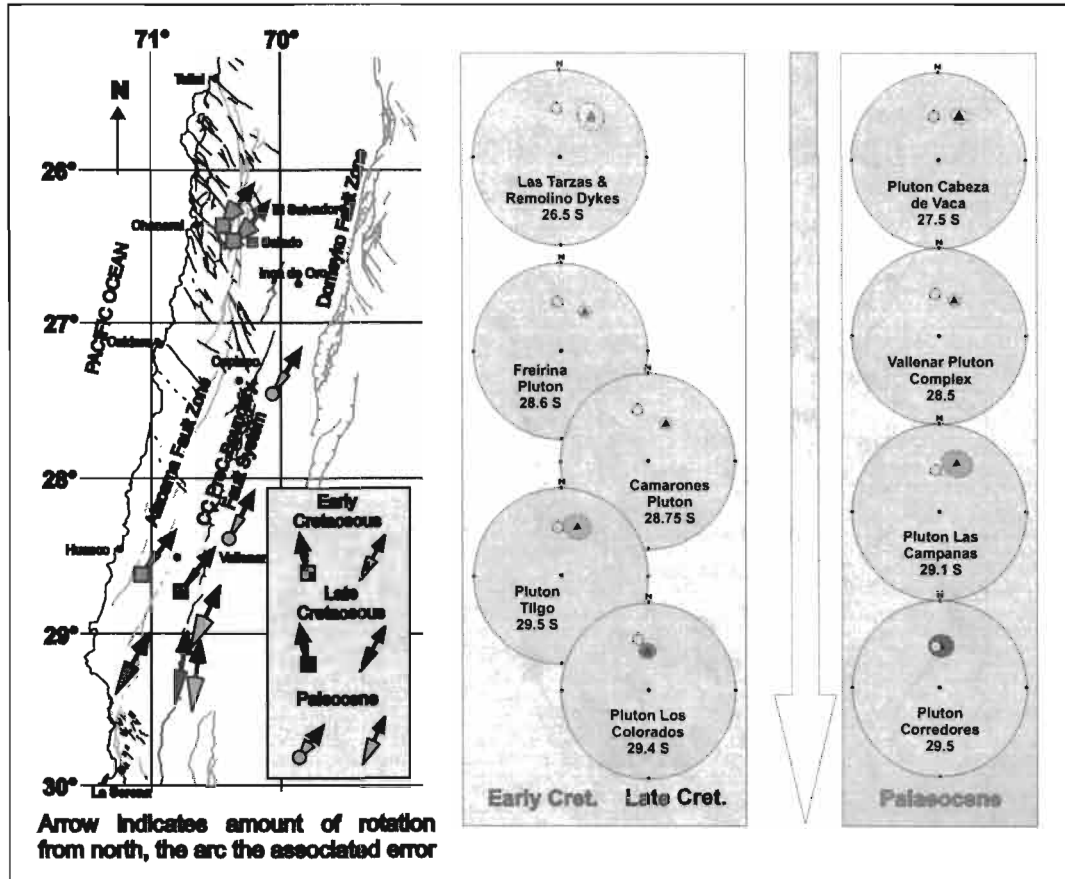 71° 70°
N
Taltal
26°
El Salvador
Chanaral
Salado
Inca de Oro
Domeyko Fault Zone
PACIFIC OCEAN
27°
Caldera
Copiapo
Atacama Fault Zone
Fault System
28°
Huasco
Vallenar
29°
30°
La Serena
Early
Cretaceous
Late
Cretaceous
Paleocene
Arrow indicates amount of rotation
from north, the arc the associated error
N
Las Tarzas &
Remolino Dykes
26.5 S
N
Freirina
Pluton
28.6 S
N
Camarones
Pluton
28.75 S
N
Pluton
Tilgo
29.5 S
N
Pluton Los
Colorados
29.4 S
Early Cret. Late Cret.
N
Pluton Cabeza
de Vaca
27.5 S
N
Vallenar Pluton
Complex
28.5
N
Pluton Las
Campanas
29.1 S
N
Pluton
Corredores
29.5
Palaeocene